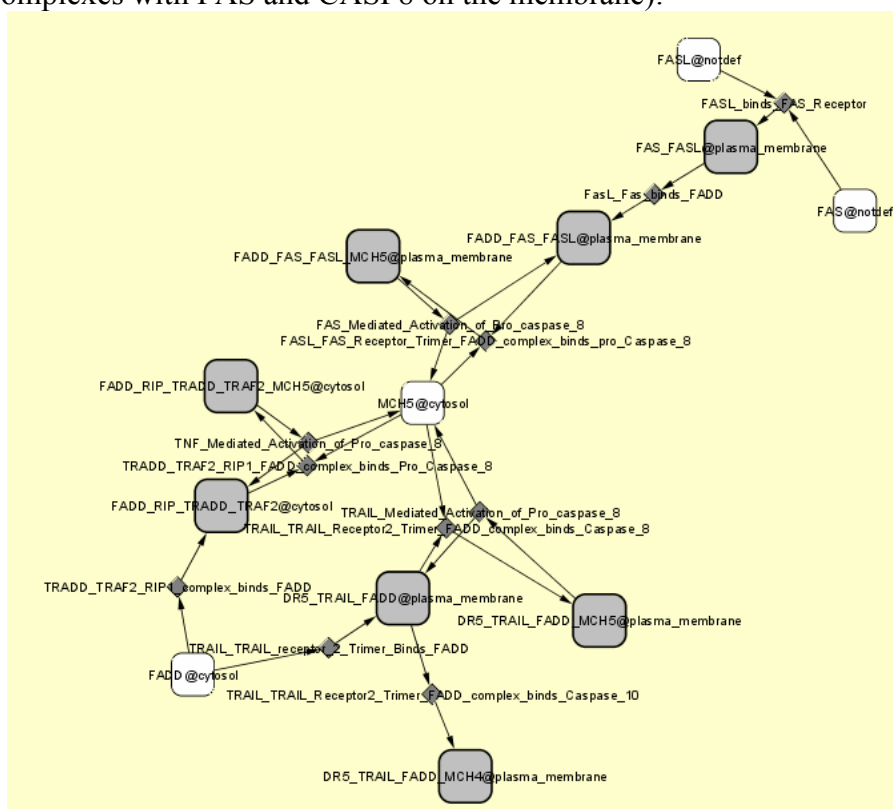 omplexes with FAS and CASP8 on the membrane).
FASL@notdef
FASL_binds_FAS_Receptor
FAS_FASL@plasma_membrane
FasL_Fas_binds_FADD
FAS@notdef
FADD_FAS_FASL@plasma_membrane
FADD_FAS_FASL_MCH5@plasma_membrane
FAS_Mediated_Activation_of_Pro_caspase_8
FASL_FAS_Receptor_Trimer_FADD_complex_binds_pro_Caspase_8
FADD_RIP_TRADD_TRAF2_MCH5@cytosol
MCH5@cytosol
TNF_Mediated_Activation_of_Pro_caspase_8
TRADD_TRAF2_RIP1_FADD_complex_binds_Pro_Caspase_8
FADD_RIP_TRADD_TRAF2@cytosol
TRAIL_Mediated_Activation_of_Pro_caspase_8
TRAIL_TRAIL_Receptor2_Trimer_FADD_complex_binds_Caspase_8
TRADD_TRAF2_RIP1_complex_binds_FADD
DR5_TRAIL_FADD@plasma_membrane
DR5_TRAIL_FADD_MCH5@plasma_membrane
TRAIL_TRAIL_receptor_2_Trimer_Binds_FADD
FADD@cytosol
TRAIL_TRAIL_Receptor2_Trimer_FADD_complex_binds_Caspase_10
DR5_TRAIL_FADD_MCH4@plasma_membrane